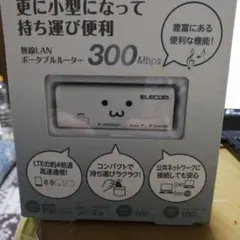 更に小型になって
持ち運び便利
豊富にある
便利な機能!
無線LAN
ポータブルルーター 300Mbps
ELECOM
LTEの約4倍速
高速通信!
コンパクトで
持ち運びラクラク!
公共ネットワークに
接続しても安心